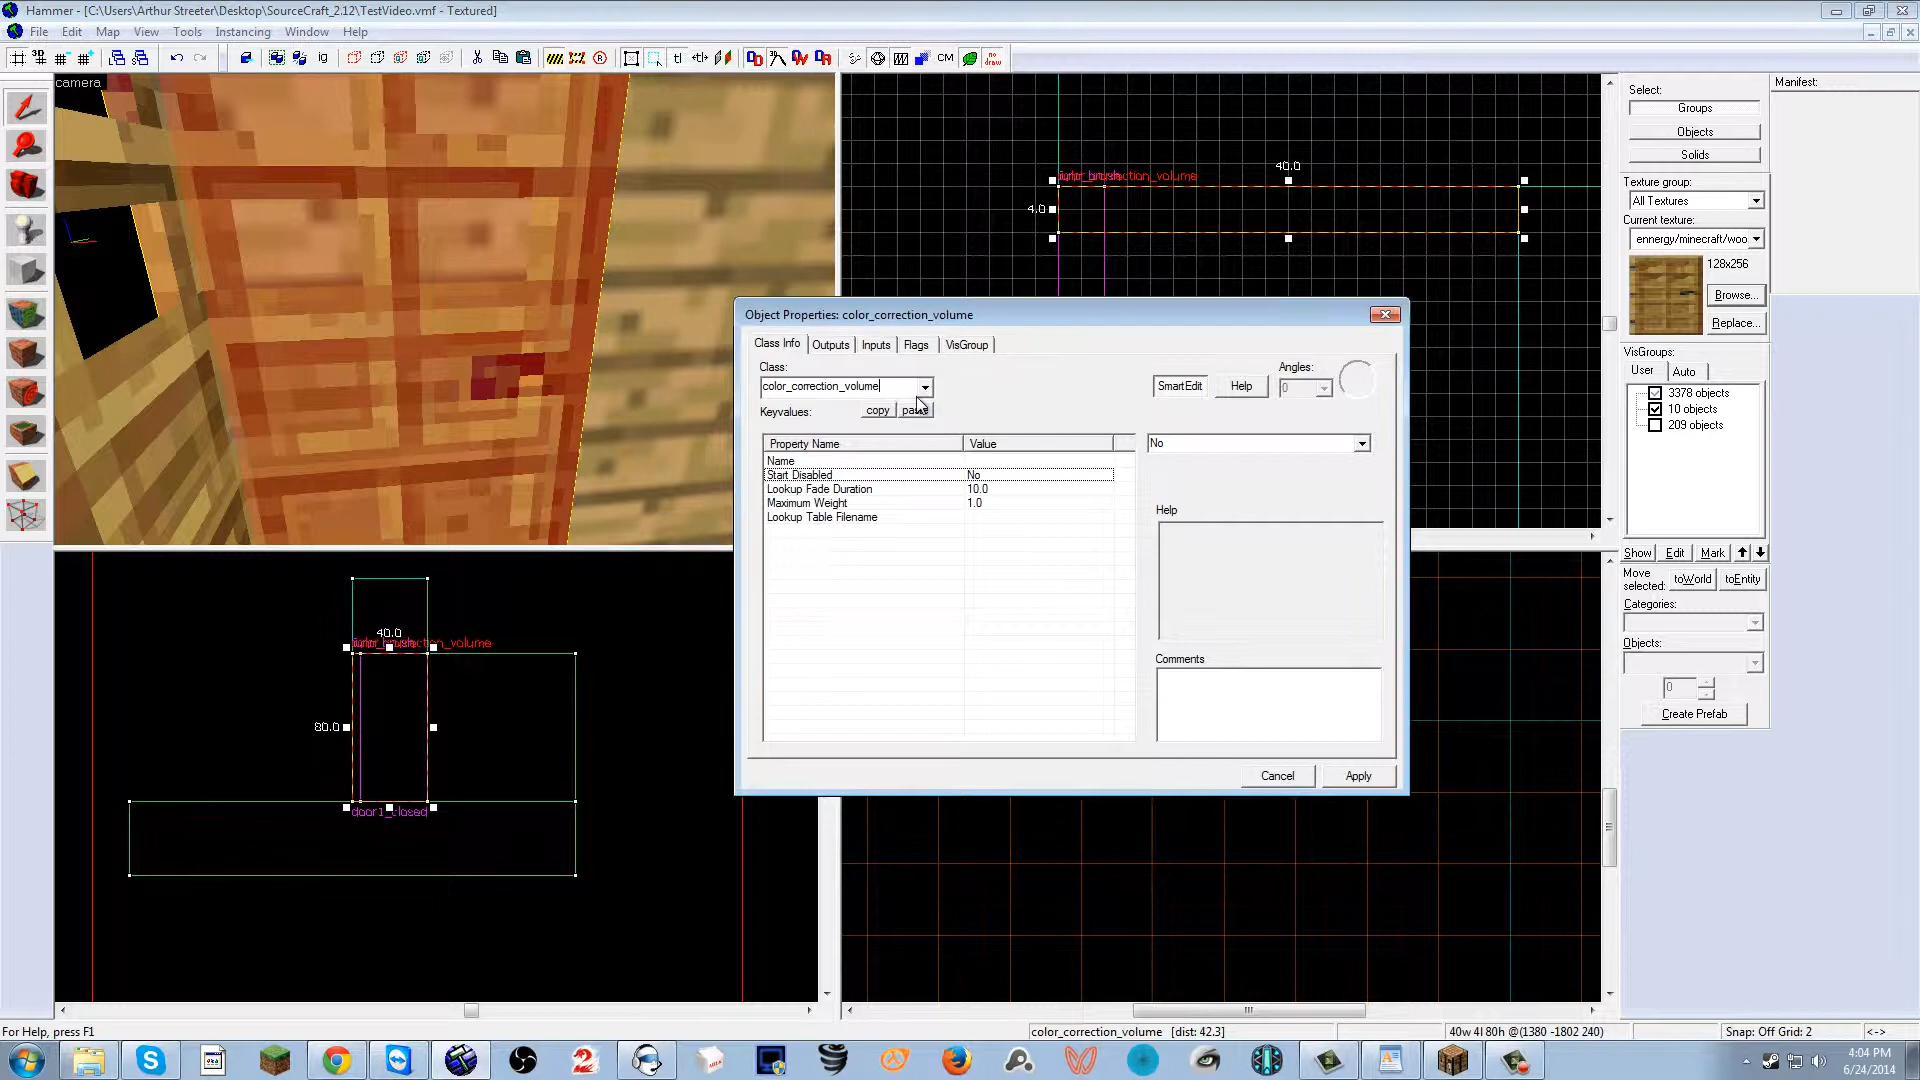 Hammer - [C:\Users\Arthur Streeter\Desktop\SourceCraft_2.12\TestVideo.vmf - Textured]
File Edit Map View Tools Instancing Window Help
camera
40.0
4.0
Object Properties: color_correction_volume
Class Info Outputs Inputs Flags VisGroup
Class:
color_correction_volume
Keyvalues:
copy
SmartEdit
Help
Angles:
0
Property Name Value
Name
Start Disabled No
Lookup Fade Duration 10.0
Maximum Weight 1.0
Lookup Table Filename
No
Help
Comments
Cancel Apply
40.0
80.0
door1_closed
Select:
Groups
Objects
Solids
Texture group:
All Textures
Current texture:
ennergy/minecraft/woo
128x256
Browse...
Replace...
VisGroups:
User Auto
3378 objects
10 objects
209 objects
Show Edit Mark
Move selected:
toWorld toEntity
Categories:
Objects:
0
Create Prefab
Manifest:
For Help, press F1
color_correction_volume [dist: 42.3]
40w 4l 80h @(1380 -1802 240)
Snap: Off Grid: 2
<->
4:04 PM
6/24/2014